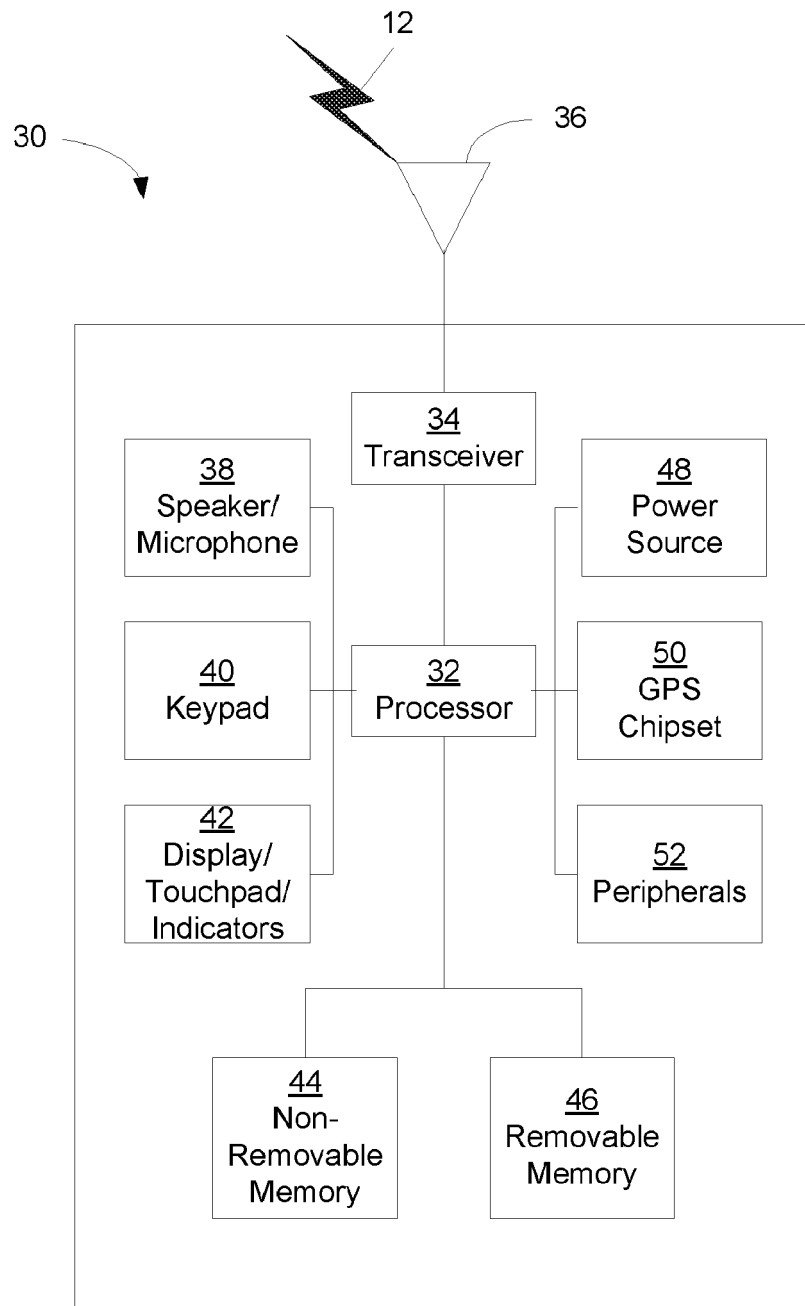 12
36
30
34
Transceiver
38
Speaker/
Microphone
48
Power
Source
40
Keypad
32
Processor
50
GPS
Chipset
42
Display/
Touchpad/
Indicators
52
Peripherals
44
Non-
Removable
Memory
46
Removable
Memory